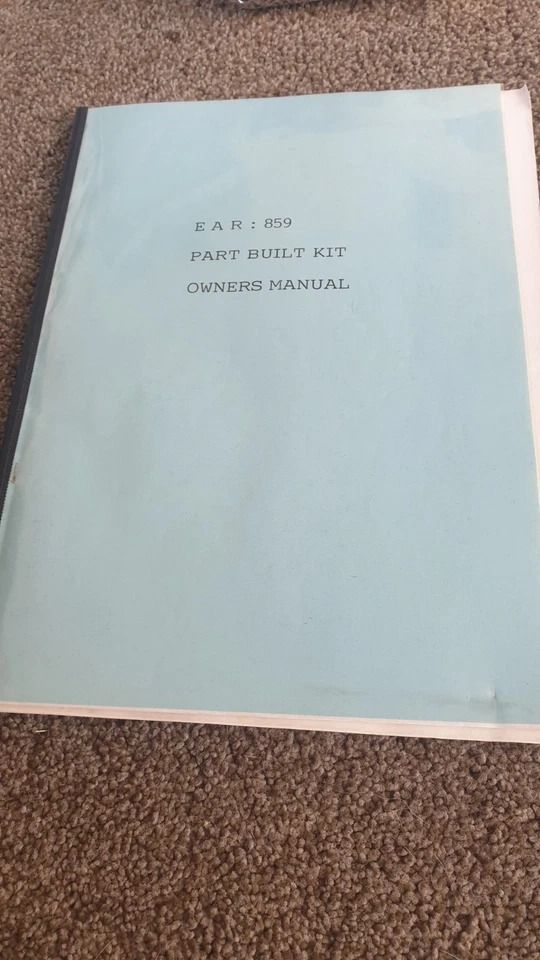 E A R : 859
PART BUILT KIT
OWNERS MANUAL